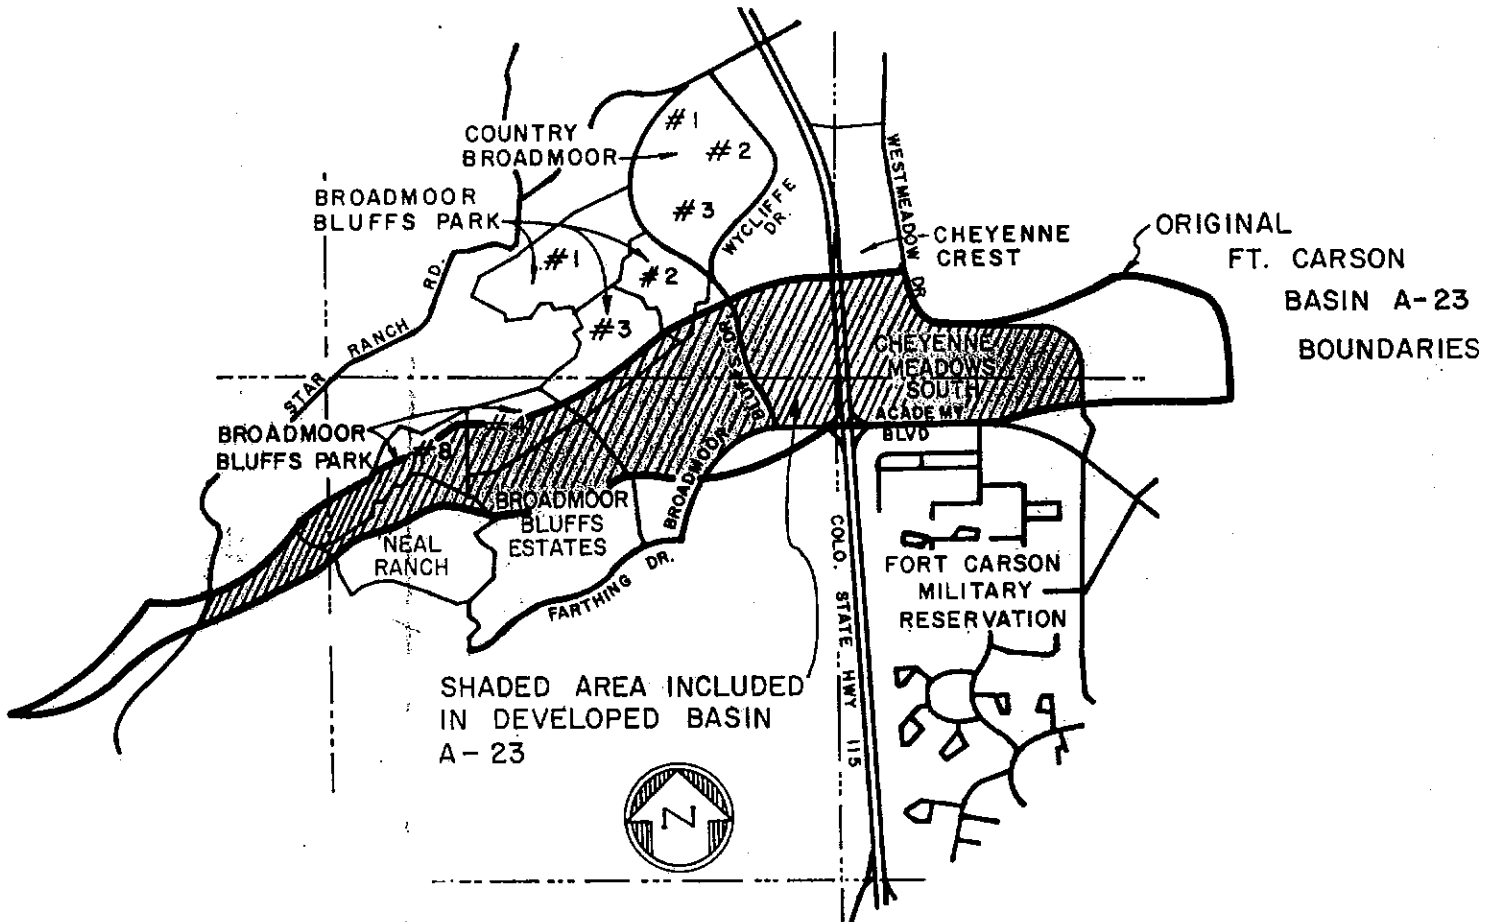 #1
COUNTRY
BROADMOOR
#2
WESTMEADOW DR
BROADMOOR
BLUFFS PARK
#3
WYCLIFFE
DR.
CHEYENNE
CREST
ORIGINAL
FT. CARSON
BASIN A-23
BOUNDARIES
#1
#2
#3
STAR RANCH RD.
BLUFFS DR.
CHEYENNE
MEADOWS
SOUTH
ACADEMY
BLVD
BROADMOOR
BLUFFS PARK
#8
#4
BROADMOOR
BROADMOOR
BLUFFS
ESTATES
NEAL
RANCH
FARTHING DR.
COLO. STATE HWY 115
FORT CARSON
MILITARY
RESERVATION
SHADED AREA INCLUDED
IN DEVELOPED BASIN
A-23
N